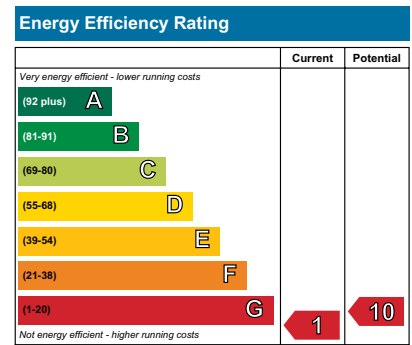 Energy Efficiency Rating
Current Potential
Very energy efficient - lower running costs
(92 plus) A
(81-91) B
(69-80) C
(55-68) D
(39-54) E
(21-38) F
(1-20) G
1 10
Not energy efficient - higher running costs